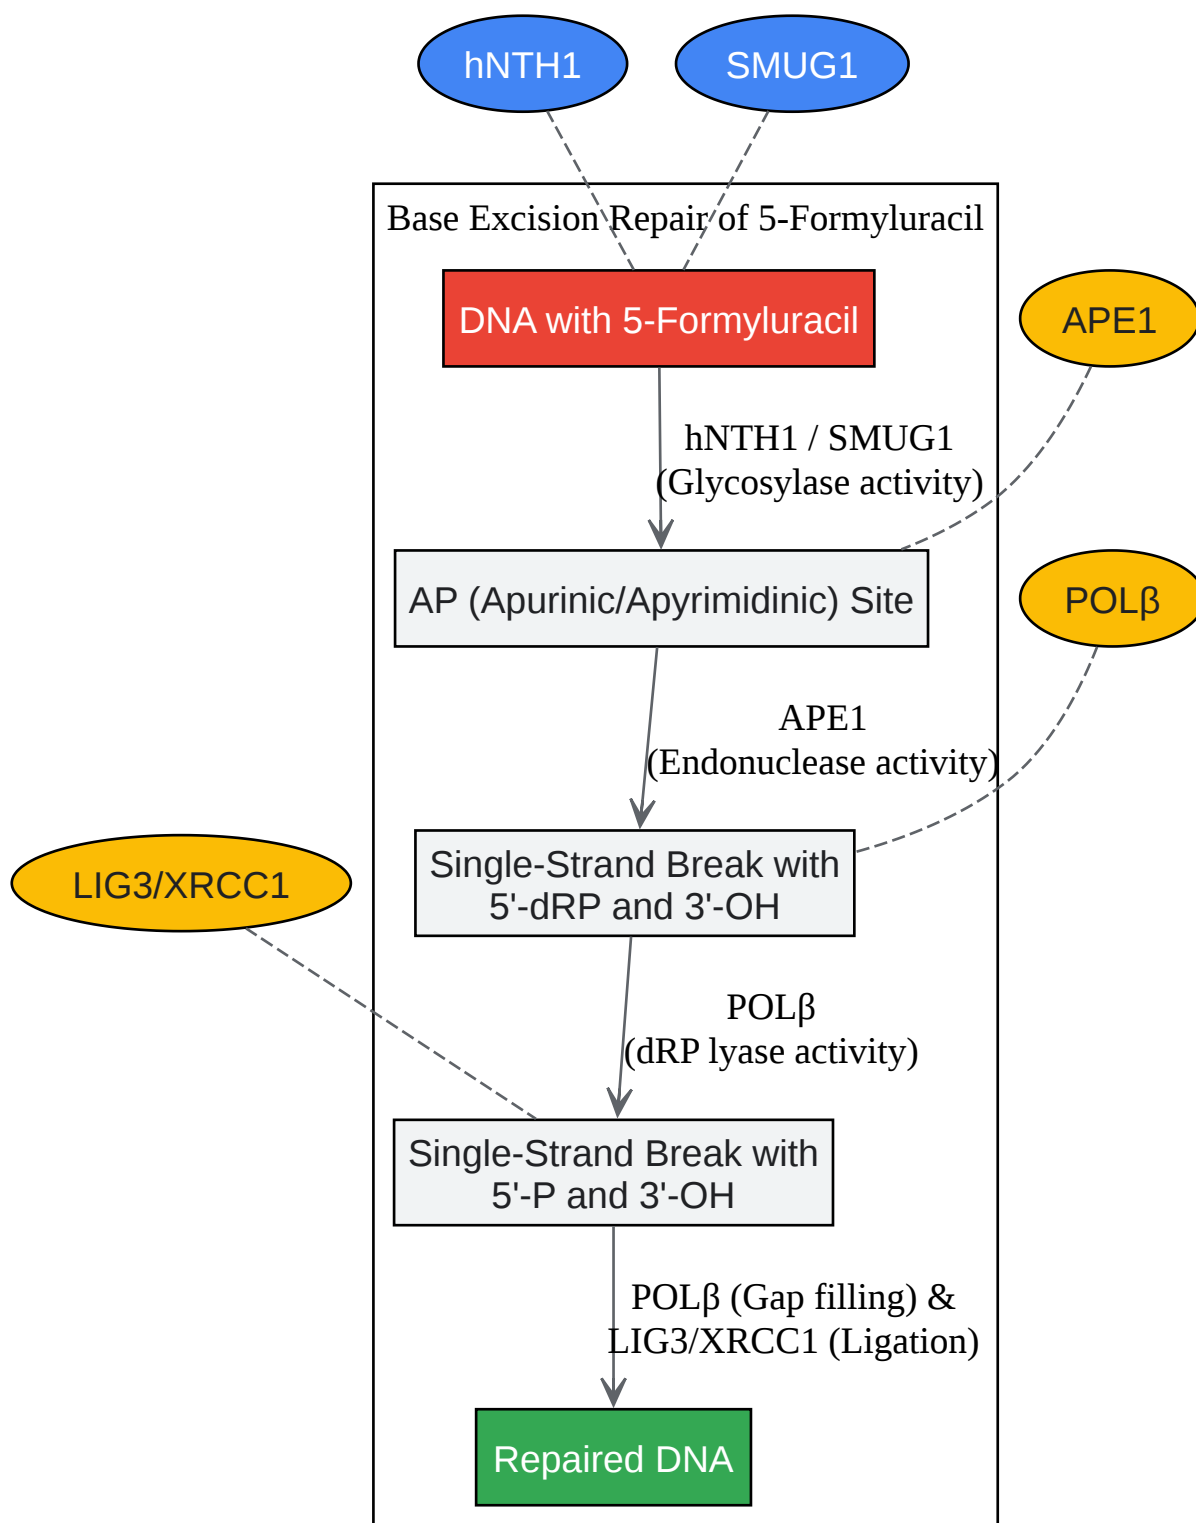 hNTH1
SMUG1
Base Excision Repair of 5-Formyluracil
DNA with 5-Formyluracil
APE1
hNTH1 / SMUG1
(Glycosylase activity)
AP (Apurinic/Apyrimidinic) Site
POLβ
APE1
(Endonuclease activity)
Single-Strand Break with
5'-dRP and 3'-OH
LIG3/XRCC1
POLβ
(dRP lyase activity)
Single-Strand Break with
5'-P and 3'-OH
POLβ (Gap filling) &
LIG3/XRCC1 (Ligation)
Repaired DNA